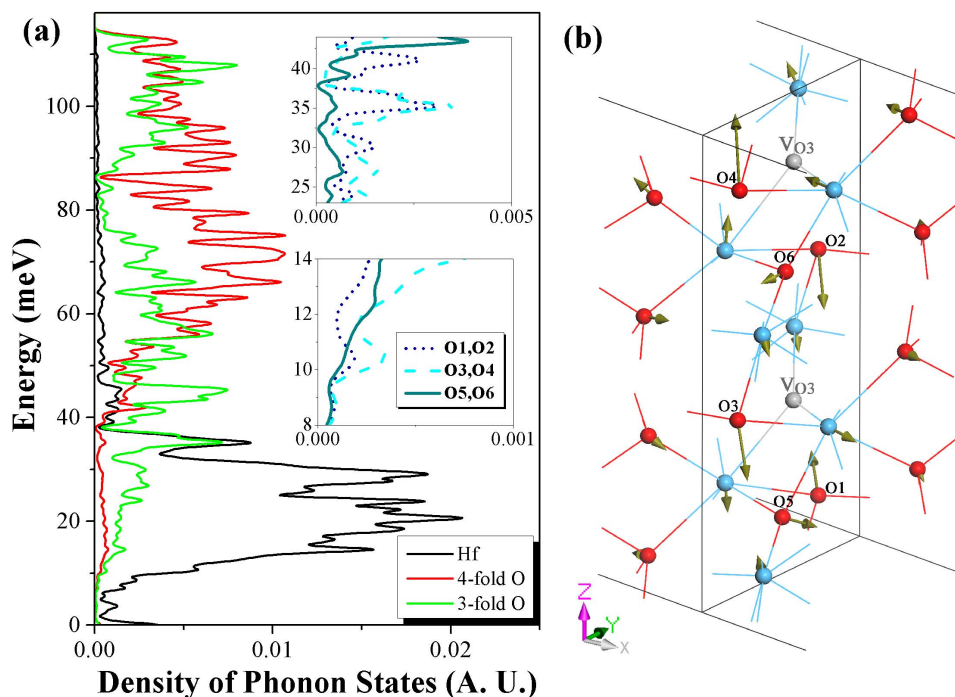 (a)
Energy (meV)
100
80
60
40
20
0
0.00
0.01
0.02
Density of Phonon States (A. U.)
40
35
30
25
0.000
0.005
14
12
10
8
0.000
0.001
O1,O2
O3,O4
O5,O6
Hf
4-fold O
3-fold O
(b)
VO3
O4
O2
O6
VO3
O3
O1
O5
Z
Y
X